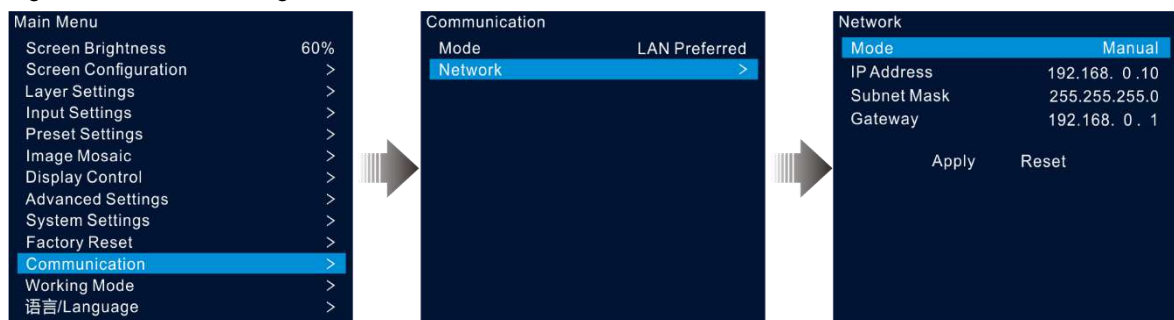 Main Menu
Screen Brightness 60%
Screen Configuration >
Layer Settings >
Input Settings >
Preset Settings >
Image Mosaic >
Display Control >
Advanced Settings >
System Settings >
Factory Reset >
Communication >
Working Mode >
语言/Language >
Communication
Mode LAN Preferred
Network >
Network
Mode Manual
IP Address 192.168. 0 .10
Subnet Mask 255.255.255.0
Gateway 192.168. 0 . 1
Apply Reset